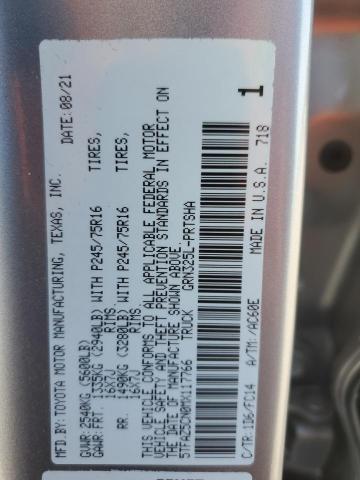 MFD. BY: TOYOTA MOTOR MANUFACTURING, TEXAS, INC. DATE: 08/21
GVWR: 2540KG (5600LB)
GAWR: FRT. 1335KG (2940LB) WITH P245/75R16 TIRES,
16X7J RIMS.
RR. 1490KG (3280LB) WITH P245/75R16 TIRES,
16X7J RIMS.
THIS VEHICLE CONFORMS TO ALL APPLICABLE FEDERAL MOTOR
VEHICLE SAFETY AND THEFT PREVENTION STANDARDS IN EFFECT ON
THE DATE OF MANUFACTURE SHOWN ABOVE.
5TFAZ5CN0MX117766 TRUCK GRN325L-PRTSHA
C/TR: 1D6/FC14 A/TM: /AC60E MADE IN U.S.A. 718
1